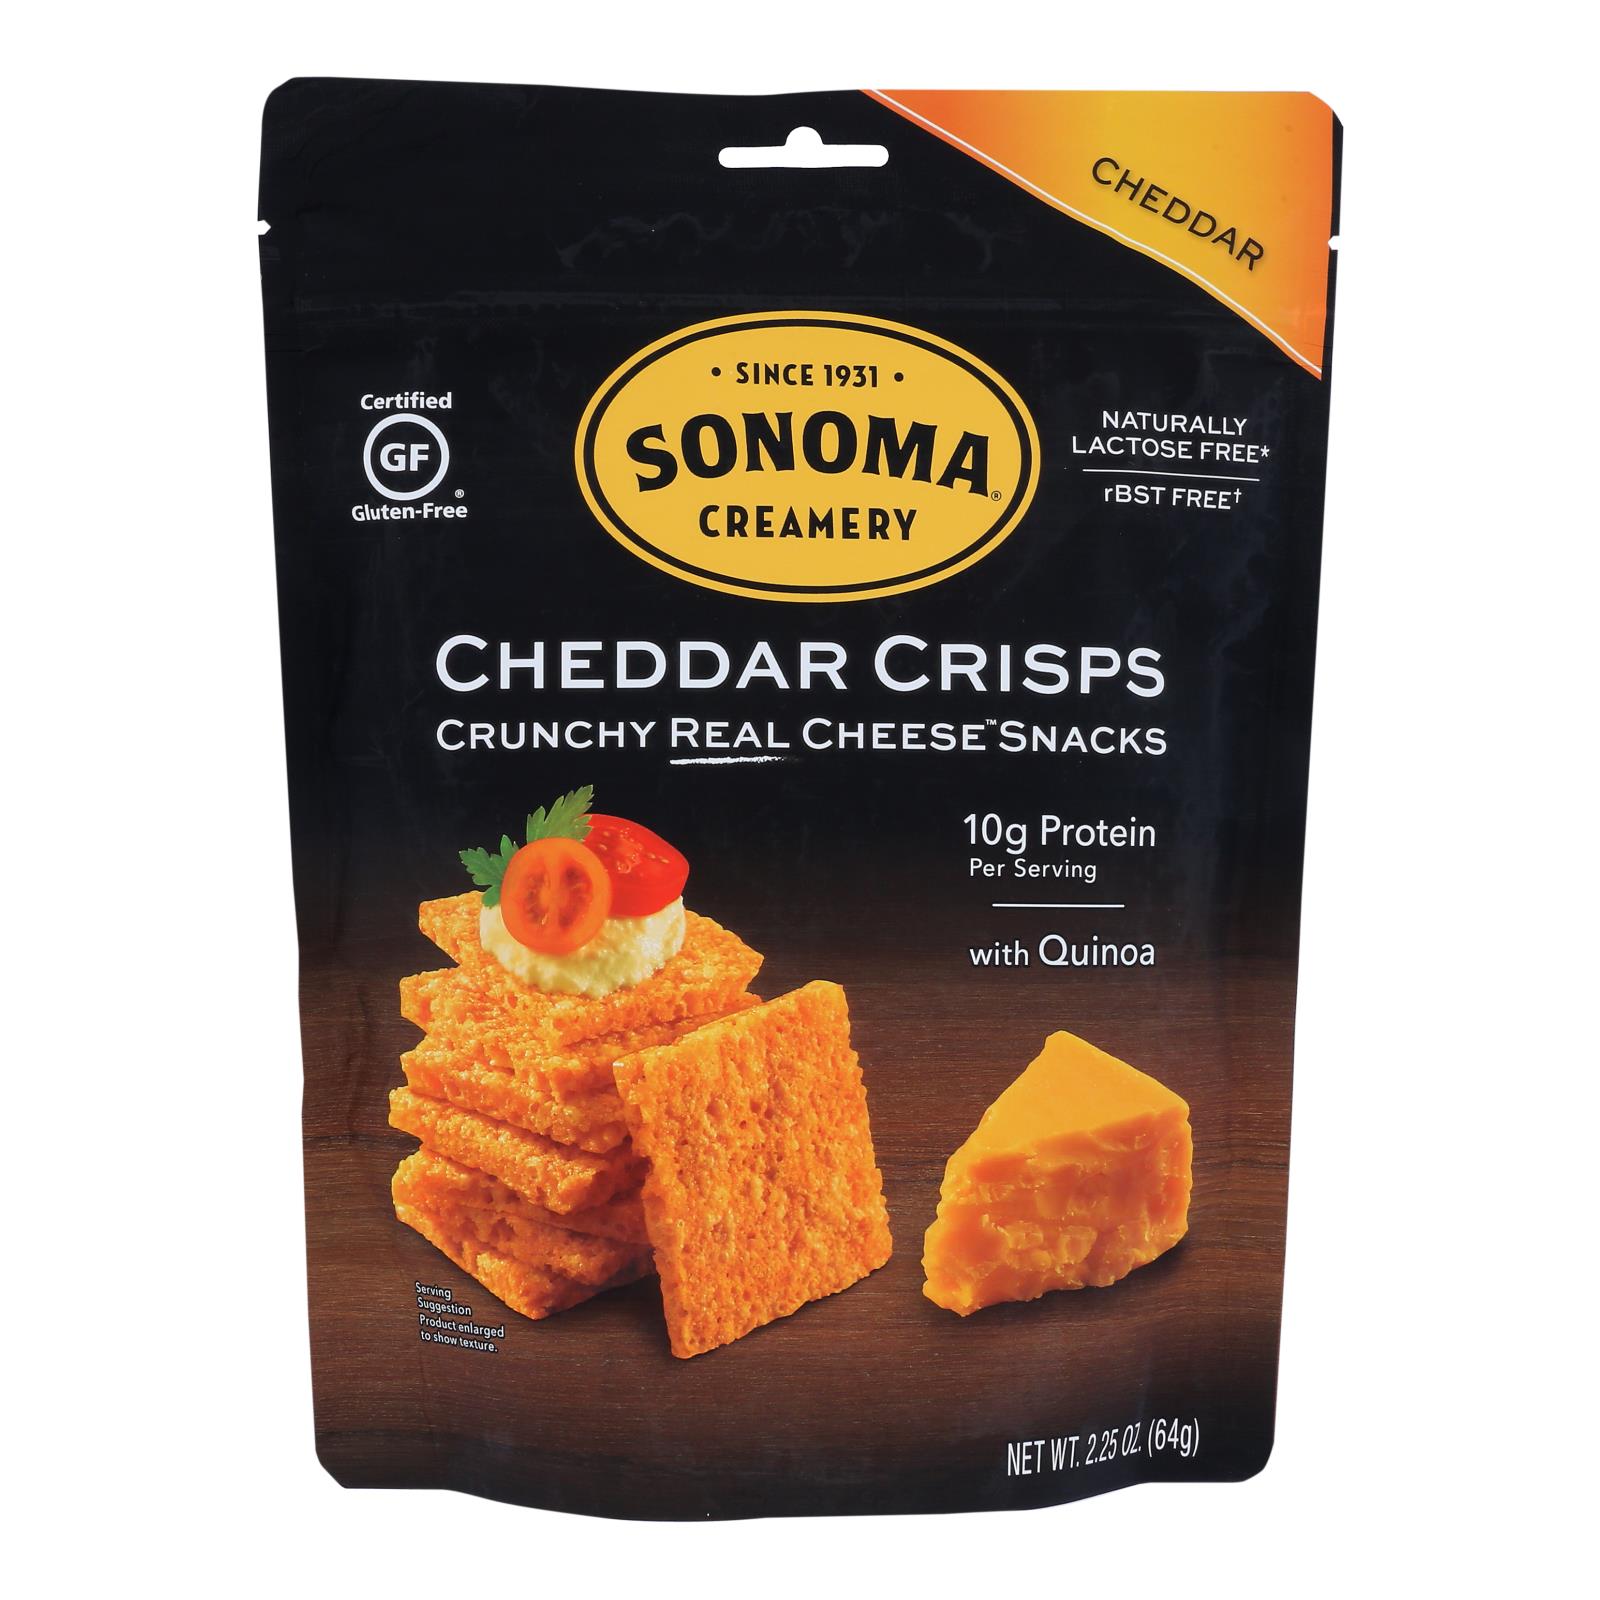 CHEDDAR
• SINCE 1931 •
SONOMA®
CREAMERY
Certified
GF
®
Gluten-Free
NATURALLY
LACTOSE FREE*
rBST FREE†
CHEDDAR CRISPS
CRUNCHY REAL CHEESE™ SNACKS
10g Protein
Per Serving
with Quinoa
Serving
Suggestion
Product enlarged
to show texture.
NET WT. 2.25 OZ. (64g)